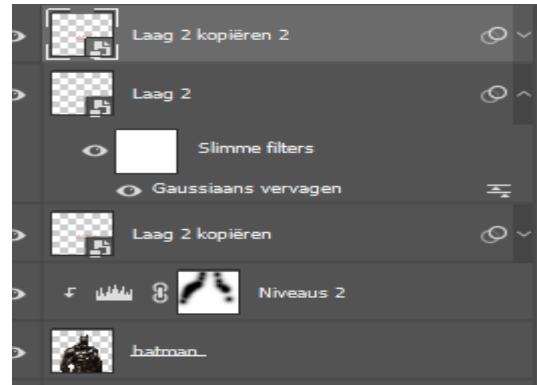 Laag 2 kopiëren 2
Laag 2
Slimme filters
Gaussiaans vervagen
Laag 2 kopiëren
Niveaus 2
batman